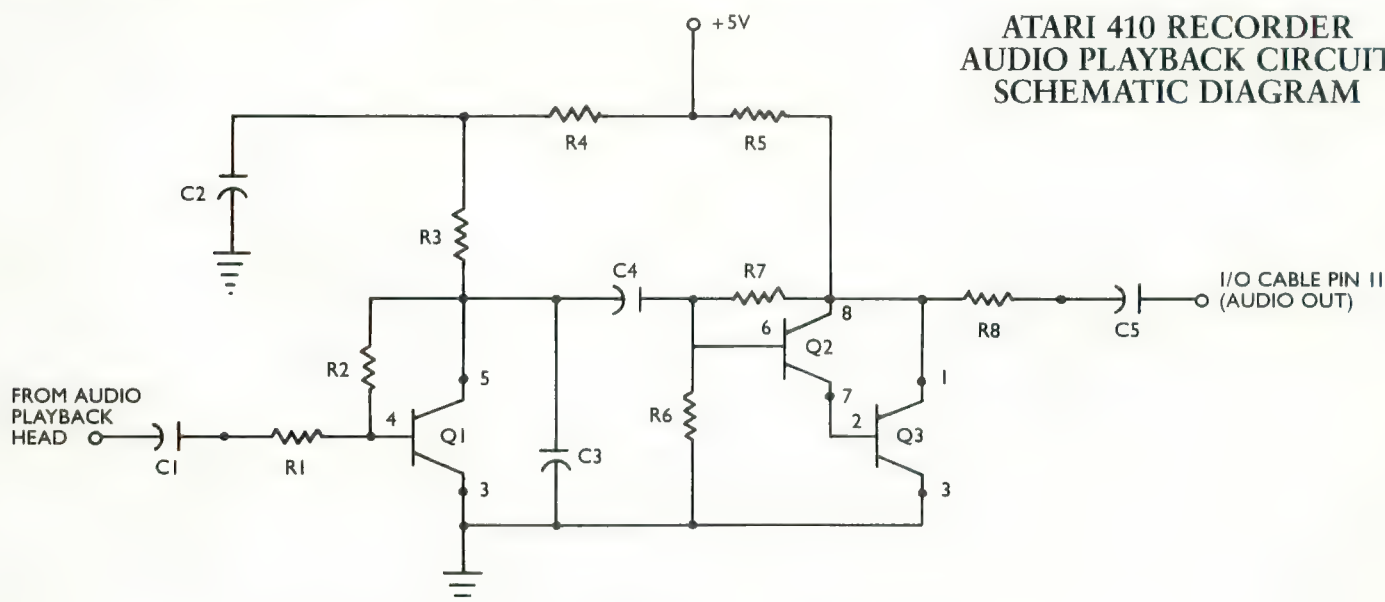 ATARI 410 RECORDER
AUDIO PLAYBACK CIRCUIT
SCHEMATIC DIAGRAM
+5V
R4
R5
C2
R3
C4
R7
I/O CABLE PIN 11
(AUDIO OUT)
6
8
R8
C5
Q2
R2
5
7
1
FROM AUDIO
PLAYBACK
HEAD
4
R6
2
C1
R1
Q1
C3
Q3
3
3